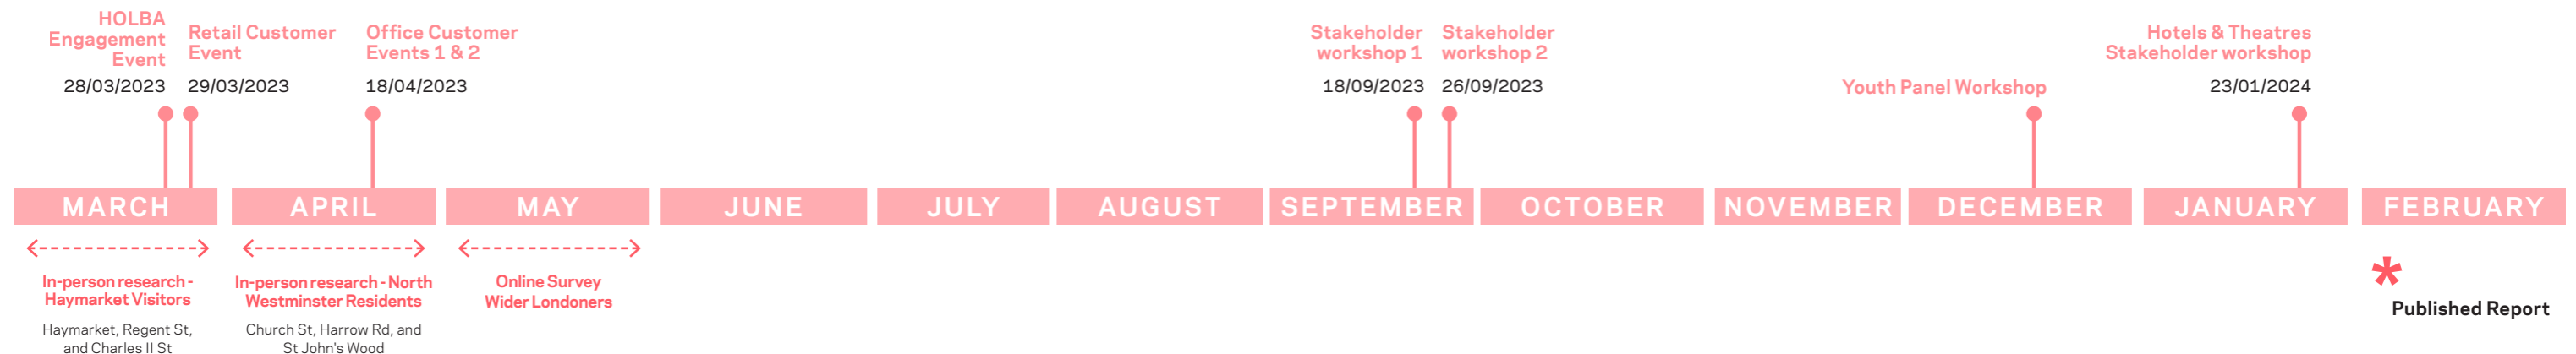 HOLBA
Engagement
Event
28/03/2023
Retail Customer
Event
29/03/2023
Office Customer
Events 1 & 2
18/04/2023
Stakeholder
workshop 1
18/09/2023
Stakeholder
workshop 2
26/09/2023
Youth Panel Workshop
Hotels & Theatres
Stakeholder workshop
23/01/2024
MARCH
APRIL
MAY
JUNE
JULY
AUGUST
SEPTEMBER
OCTOBER
NOVEMBER
DECEMBER
JANUARY
FEBRUARY
In-person research -
Haymarket Visitors
Haymarket, Regent St,
and Charles II St
In-person research - North
Westminster Residents
Church St, Harrow Rd, and
St John's Wood
Online Survey
Wider Londoners
*
Published Report